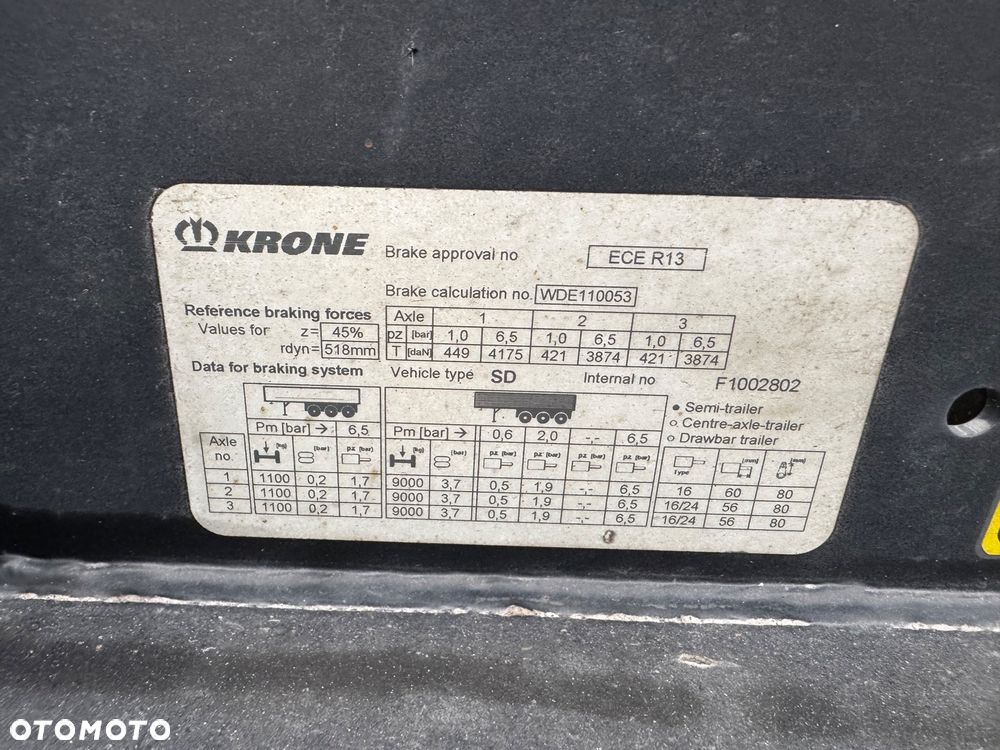 KRONE
Brake approval no ECE R13
Brake calculation no. WDE110053
Reference braking forces
Values for z= 45%
rdyn= 518mm
Axle 1 2 3
pz [bar] 1,0 6,5 1,0 6,5 1,0 6,5
T [daN] 449 4175 421 3874 421 3874
Data for braking system Vehicle type SD Internal no F1002802
Semi-trailer
Centre-axle-trailer
Drawbar trailer
Pm [bar] → 6,5 Pm [bar] → 0,6 2,0 -,- 6,5
Axle no. [kg] [bar] p.z [bar] [kg] [bar] p.z [bar] p.z [bar] p.z [bar] p.z [bar] Type [mm] [mm]
1 1100 0,2 1,7 9000 3,7 0,5 1,9 -,- 6,5 16 60 80
2 1100 0,2 1,7 9000 3,7 0,5 1,9 -,- 6,5 16/24 56 80
3 1100 0,2 1,7 9000 3,7 0,5 1,9 -,- 6,5 16/24 56 80
OTOMOTO